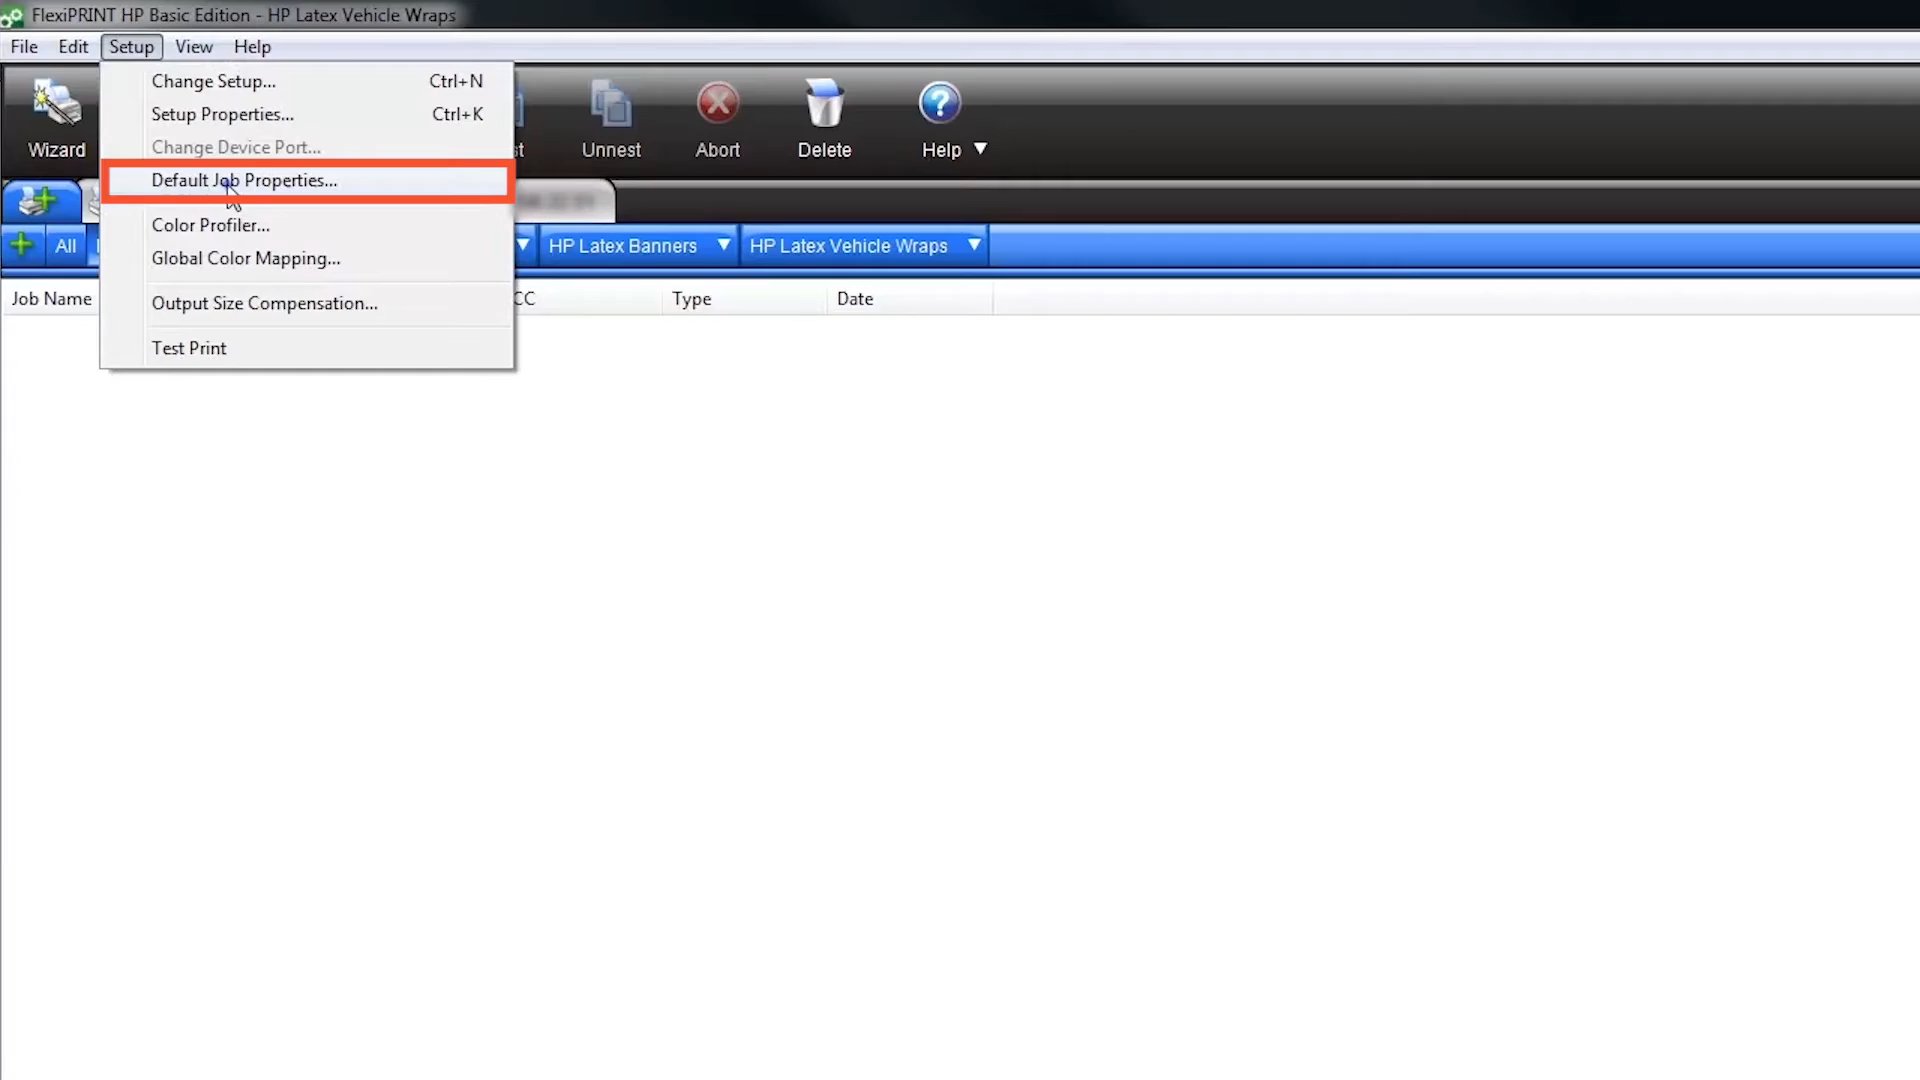 FlexiPRINT HP Basic Edition - HP Latex Vehicle Wraps
File Edit Setup View Help
Change Setup... Ctrl+N
Setup Properties... Ctrl+K
Change Device Port...
Default Job Properties...
Color Profiler...
Global Color Mapping...
Output Size Compensation...
Test Print
Wizard st Unnest Abort Delete Help
All HP Latex Banners HP Latex Vehicle Wraps
Job Name CC Type Date